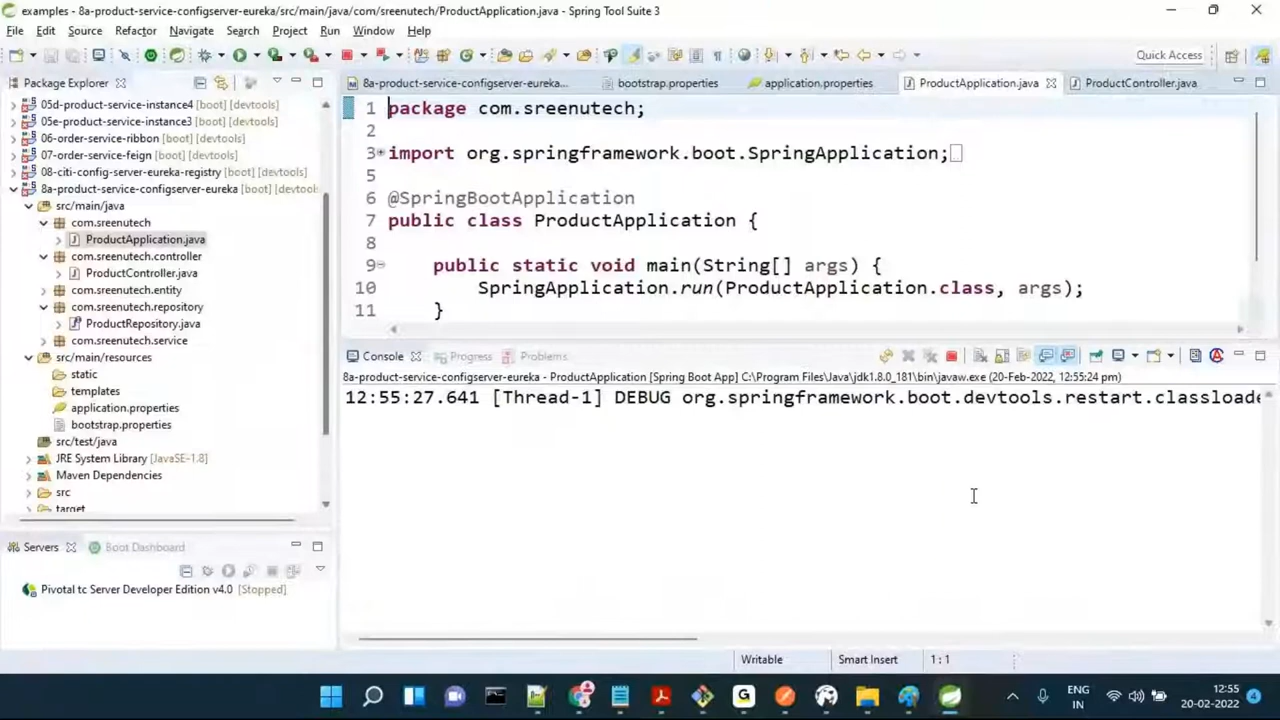 examples - 8a-product-service-configserver-eureka/src/main/java/com/sreenutech/ProductApplication.java - Spring Tool Suite 3
File Edit Source Refactor Navigate Search Project Run Window Help
Quick Access
Package Explorer
05d-product-service-instance4 [boot] [devtools]
05e-product-service-instance3 [boot] [devtools]
06-order-service-ribbon [boot] [devtools]
07-order-service-feign [boot] [devtools]
08-citi-config-server-eureka-registry [boot] [devtools]
8a-product-service-configserver-eureka [boot] [devtools
src/main/java
com.sreenutech
ProductApplication.java
com.sreenutech.controller
ProductController.java
com.sreenutech.entity
com.sreenutech.repository
ProductRepository.java
com.sreenutech.service
src/main/resources
static
templates
application.properties
bootstrap.properties
src/test/java
JRE System Library [JavaSE-1.8]
Maven Dependencies
src
target
Servers Boot Dashboard
Pivotal tc Server Developer Edition v4.0 [Stopped]
8a-product-service-configserver-eureka... bootstrap.properties application.properties ProductApplication.java ProductController.java
1 package com.sreenutech;
2
3 import org.springframework.boot.SpringApplication;
5
6 @SpringBootApplication
7 public class ProductApplication {
8
9 public static void main(String[] args) {
10 SpringApplication.run(ProductApplication.class, args);
11 }
Console Progress Problems
8a-product-service-configserver-eureka - ProductApplication [Spring Boot App] C:\Program Files\Java\jdk1.8.0_181\bin\javaw.exe (20-Feb-2022, 12:55:24 pm)
12:55:27.641 [Thread-1] DEBUG org.springframework.boot.devtools.restart.classloade
Writable Smart Insert 1 : 1
ENG
IN
12:55
20-02-2022